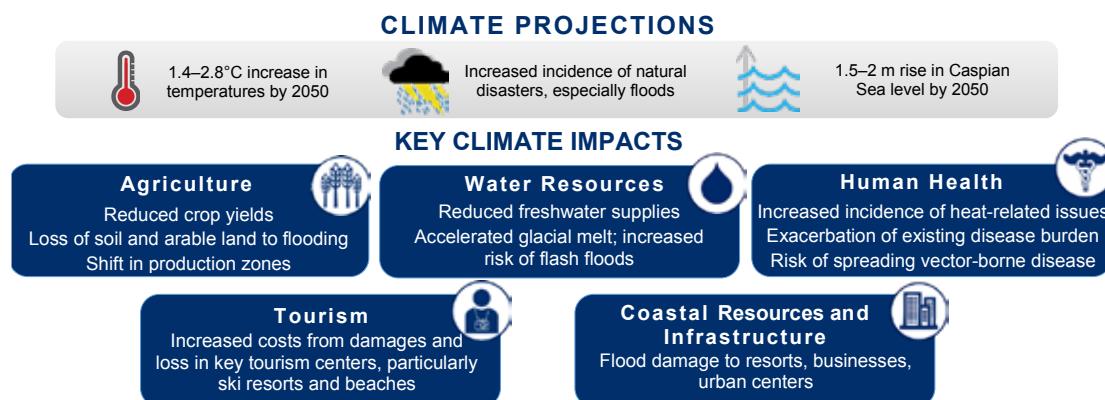 CLIMATE PROJECTIONS
1.4–2.8°C increase in
temperatures by 2050
Increased incidence of natural
disasters, especially floods
1.5–2 m rise in Caspian
Sea level by 2050
KEY CLIMATE IMPACTS
Agriculture
Reduced crop yields
Loss of soil and arable land to flooding
Shift in production zones
Water Resources
Reduced freshwater supplies
Accelerated glacial melt; increased
risk of flash floods
Human Health
Increased incidence of heat-related issues
Exacerbation of existing disease burden
Risk of spreading vector-borne disease
Tourism
Increased costs from damages and
loss in key tourism centers, particularly
ski resorts and beaches
Coastal Resources and
Infrastructure
Flood damage to resorts, businesses,
urban centers